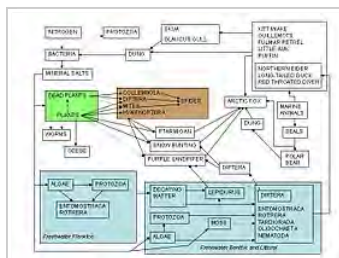 NITROGEN
PROTOZOA
SKUA
GLAUCOUS GULL
KITTIWAKE
GUILLEMOTS
FULMAR PETREL
LITTLE AUK
PUFFIN
BACTERIA
DUNG
MINERAL SALTS
NORTHERN EIDER
LONG-TAILED DUCK
RED THROATED DIVER
DEAD PLANTS
PLANTS
COLLEMBOLA
DIPTERA
MITES
HYMENOPTERA
SPIDER
ARCTIC FOX
MARINE
ANIMALS
WORMS
GEESE
PTARMIGAN
DUNG
SEALS
SNOW BUNTING
PURPLE SANDPIPER
DIPTERA
POLAR
BEAR
ALGAE
PROTOZOA
ENTOMOSTRACA
ROTIFERA
Freshwater Planktic
DECAYING
MATTER
LEPIDURUS
DIPTERA
PROTOZOA
MOSS
ALGAE
ENTOMOSTRACA
ROTIFERA
TARDIGRADA
OLIGOCHAETA
NEMATODA
Freshwater Benthic and Littoral